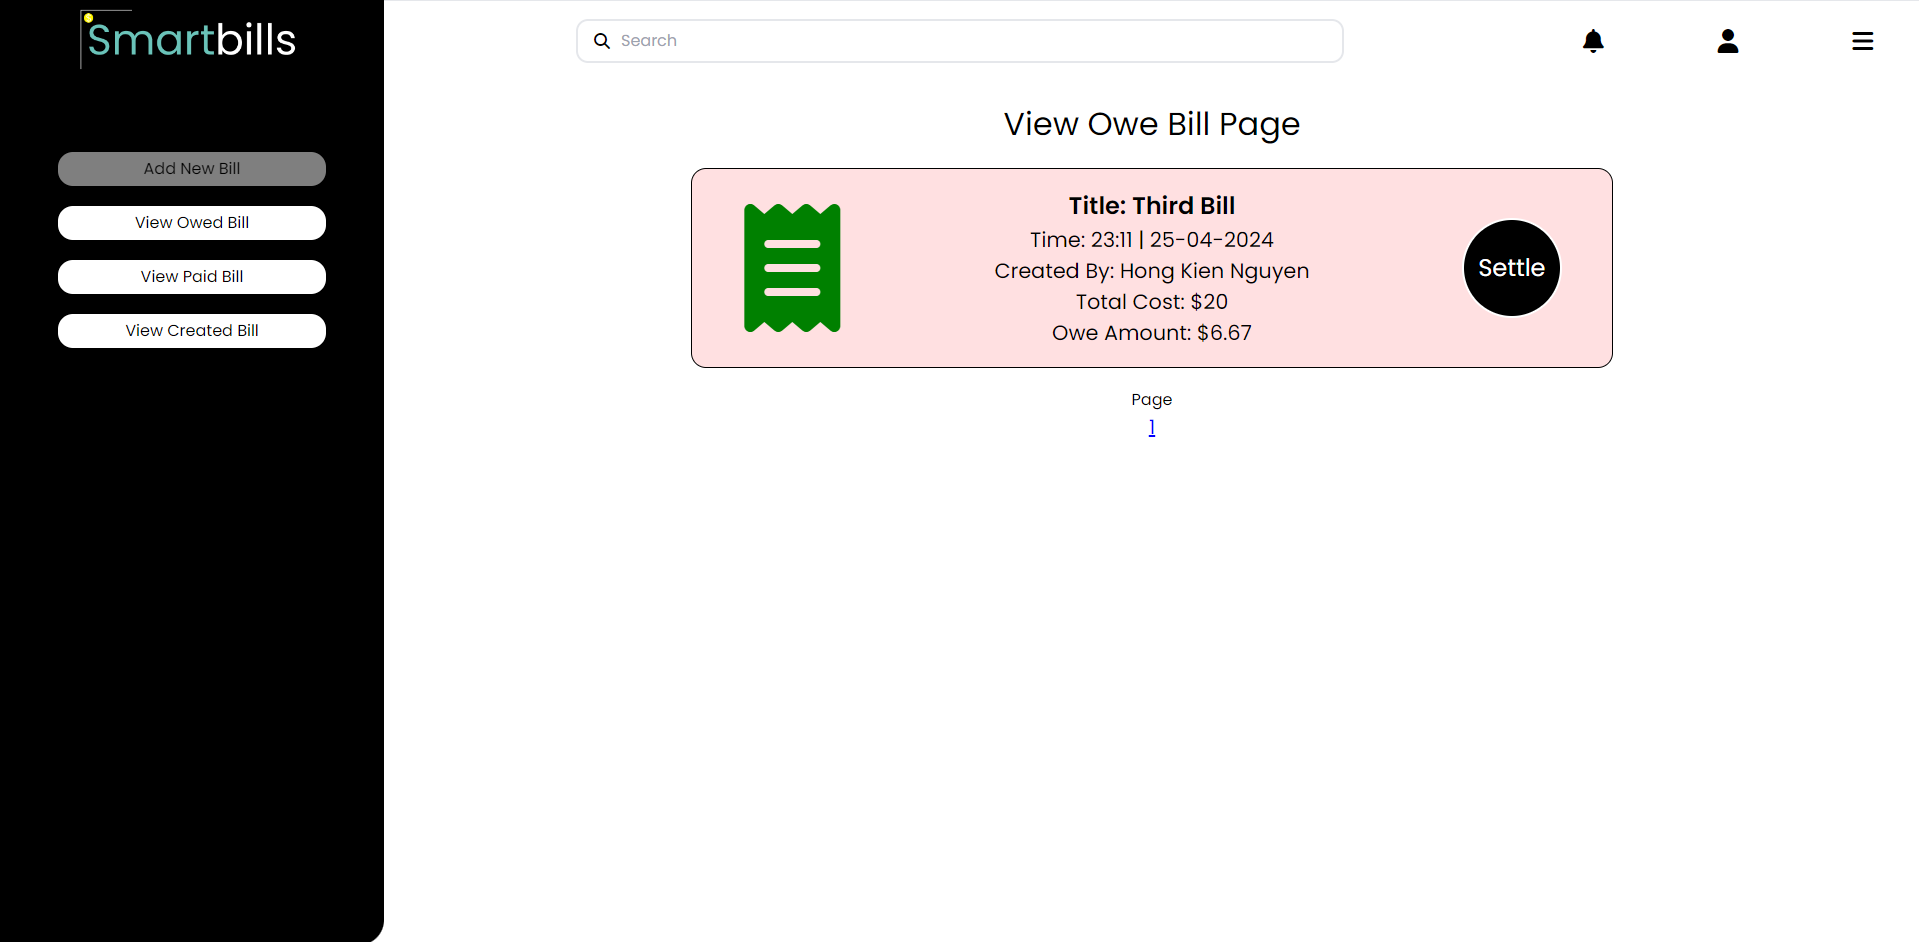 Smartbills
Search
Add New Bill
View Owed Bill
View Paid Bill
View Created Bill
View Owe Bill Page
Title: Third Bill
Time: 23:11 | 25-04-2024
Created By: Hong Kien Nguyen
Total Cost: $20
Owe Amount: $6.67
Settle
Page
1